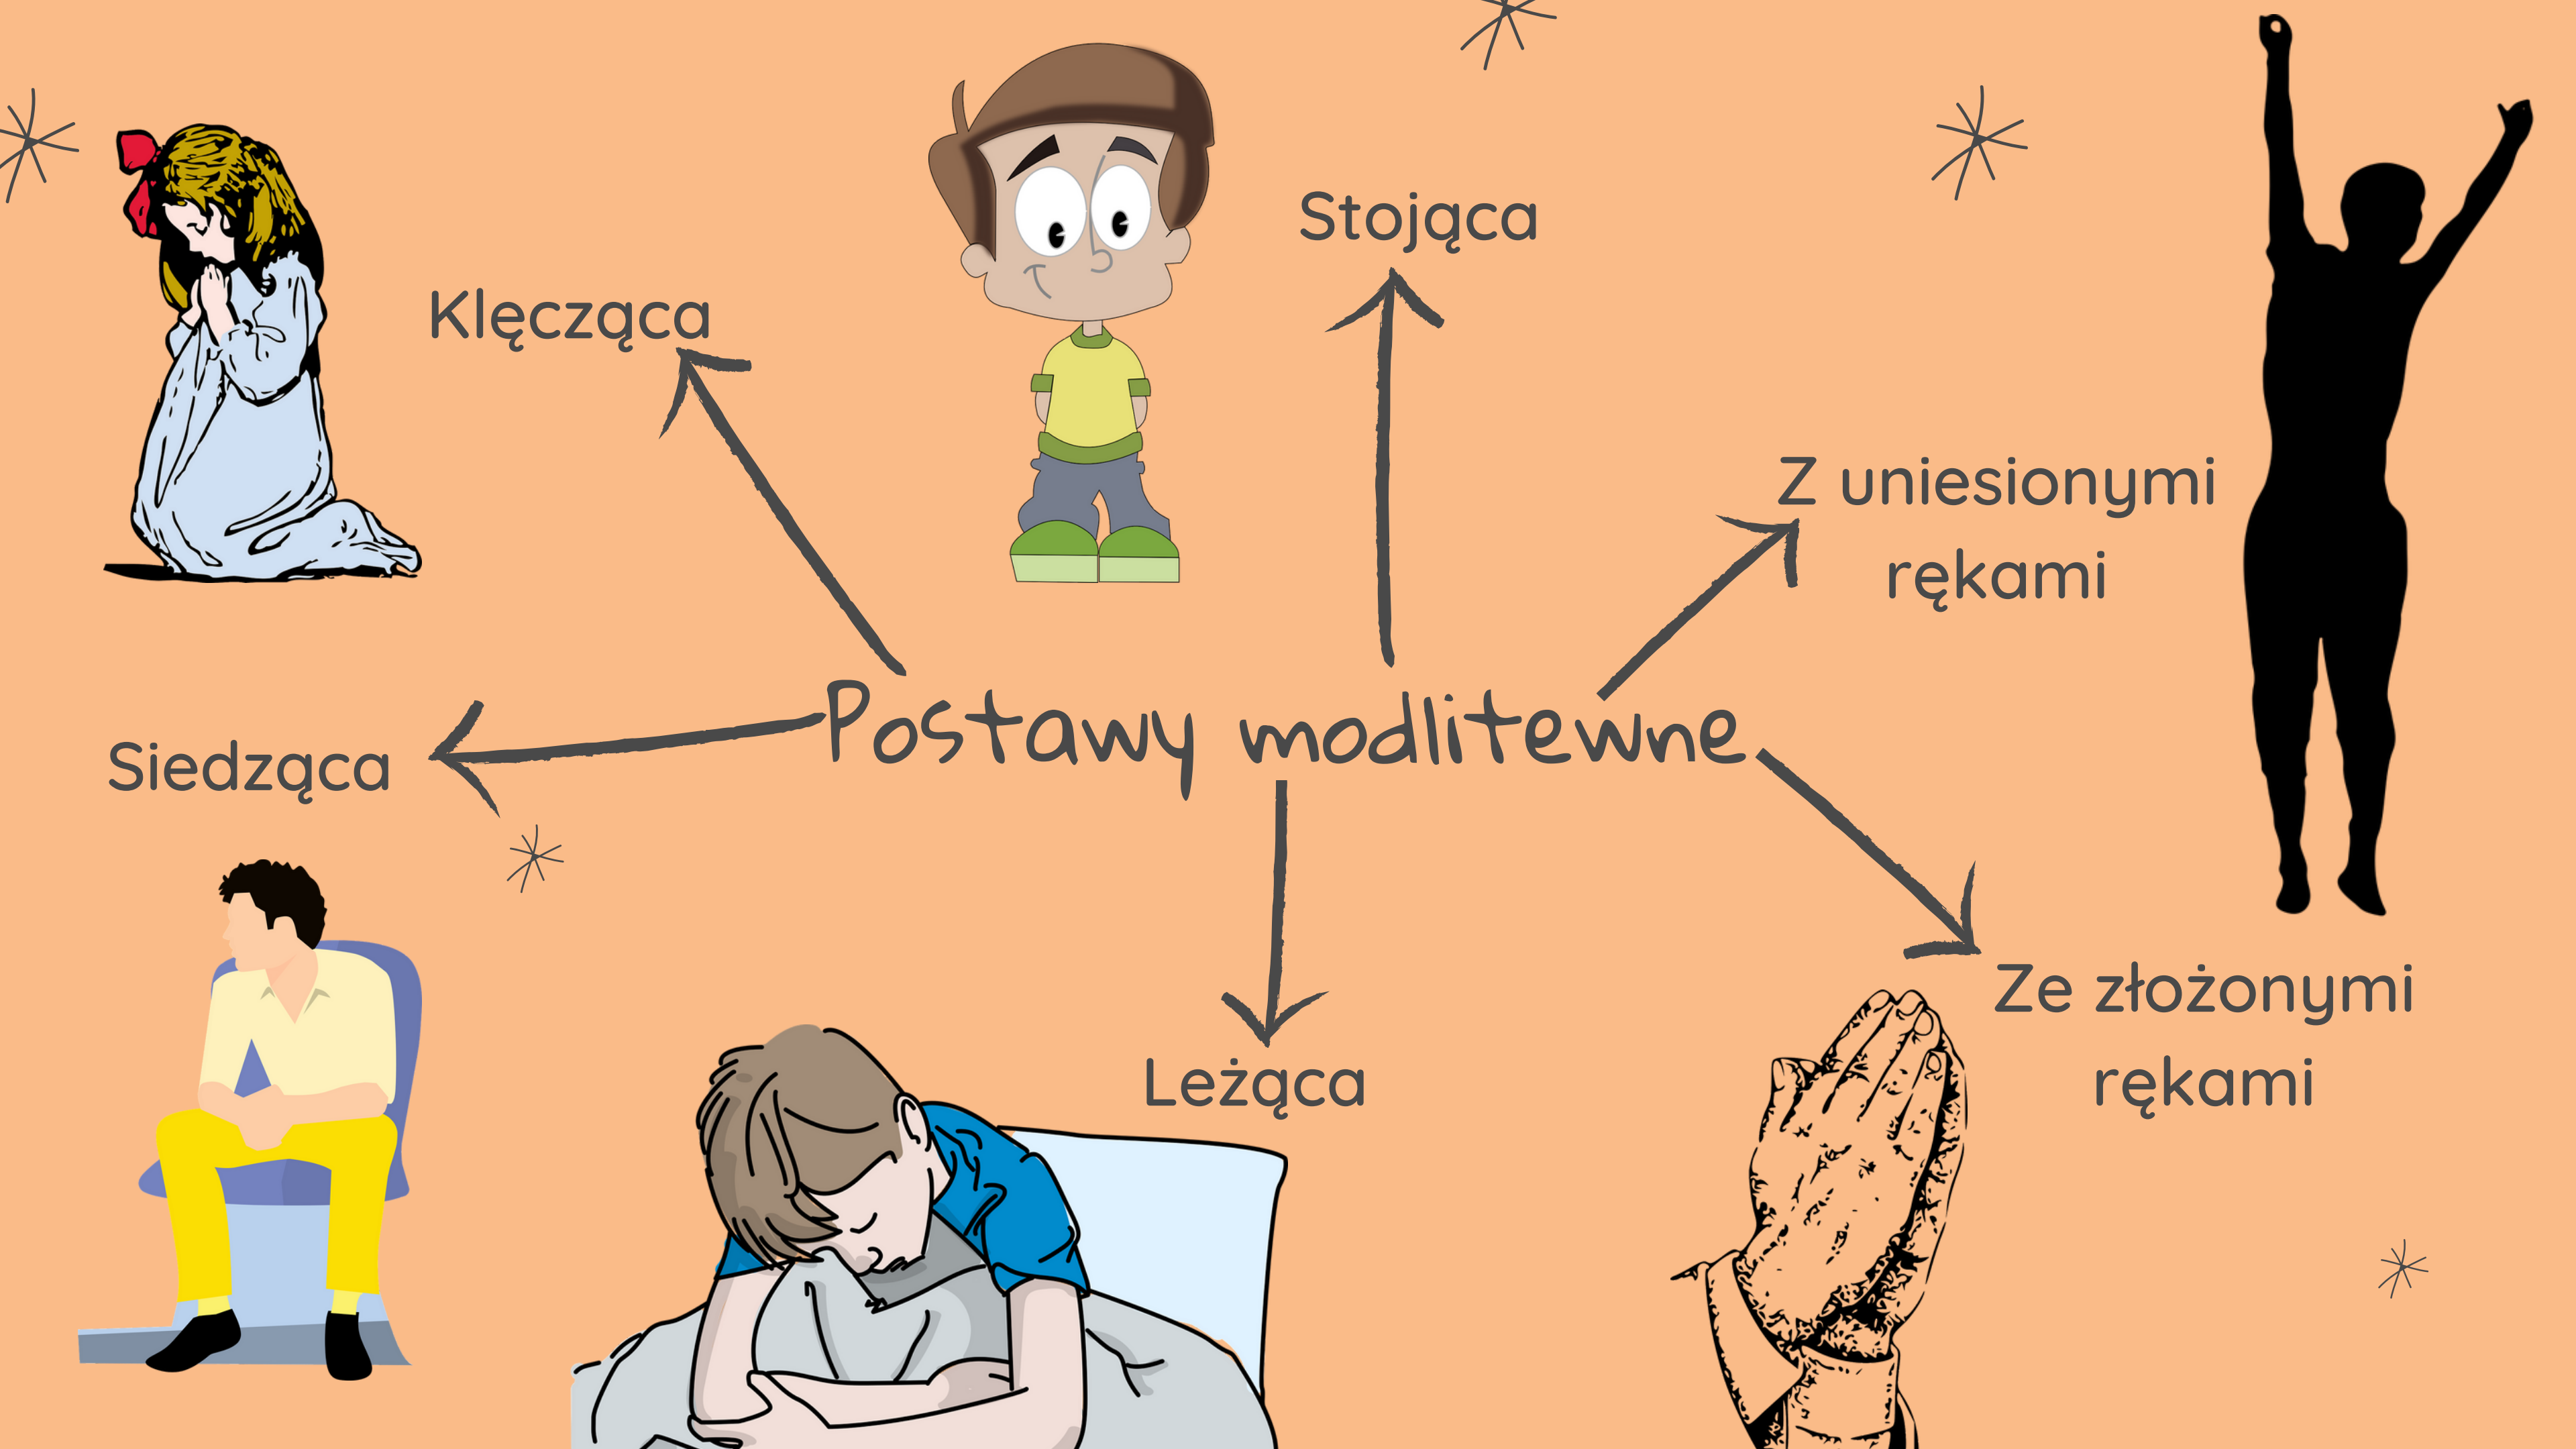 Stojąca
Klęcząca
Z uniesionymi
rękami
Postawy modlitewne
Siedząca
Ze złożonymi
rękami
Leżąca